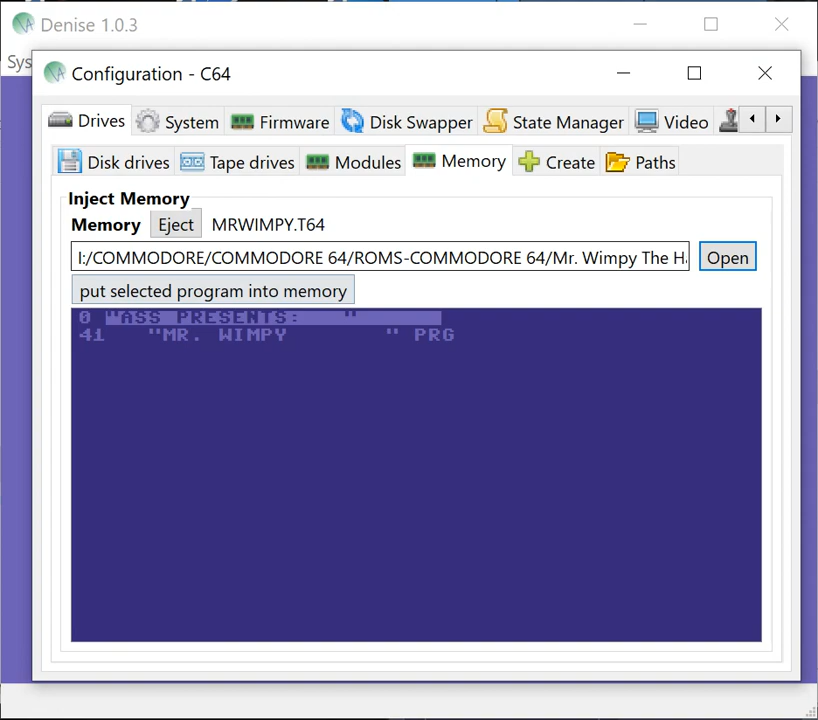 Denise 1.0.3
Sys
Configuration - C64
Drives System Firmware Disk Swapper State Manager Video
Disk drives Tape drives Modules Memory Create Paths
Inject Memory
Memory Eject MRWIMPY.T64
I:/COMMODORE/COMMODORE 64/ROMS-COMMODORE 64/Mr. Wimpy The Ha Open
put selected program into memory
0 "ASS PRESENTS: "
41 "MR. WIMPY " PRG